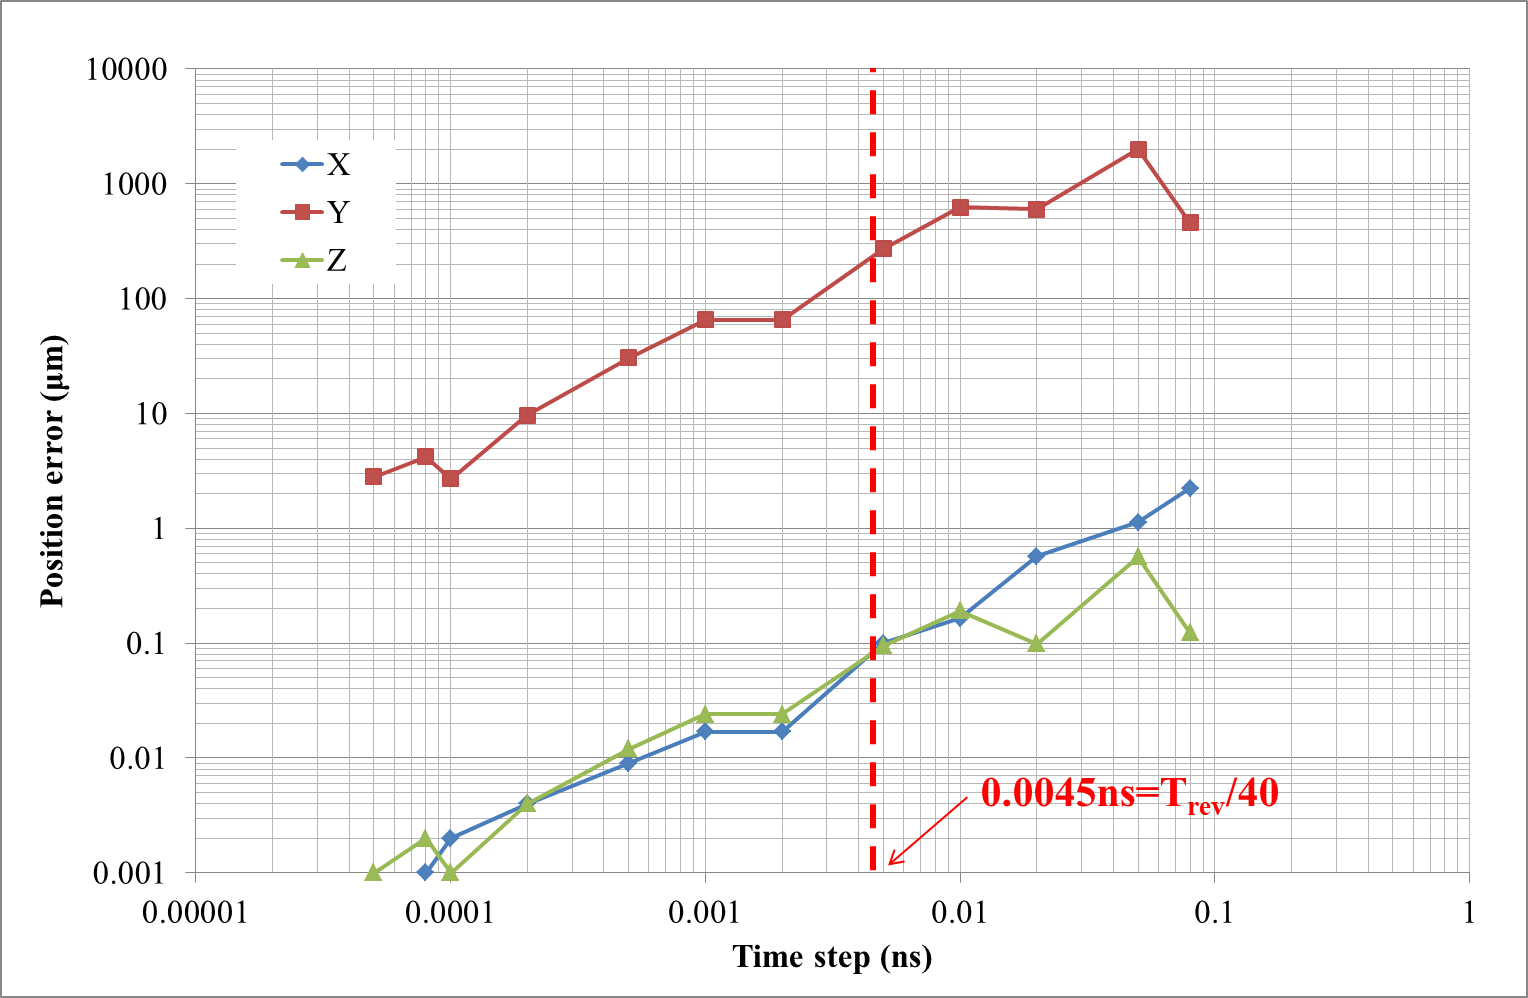 10000
1000
100
10
1
0.1
0.01
0.001
X
Y
Z
Position error (μm)
0.0045ns=Trev/40
0.00001
0.0001
0.001
0.01
0.1
1
Time step (ns)